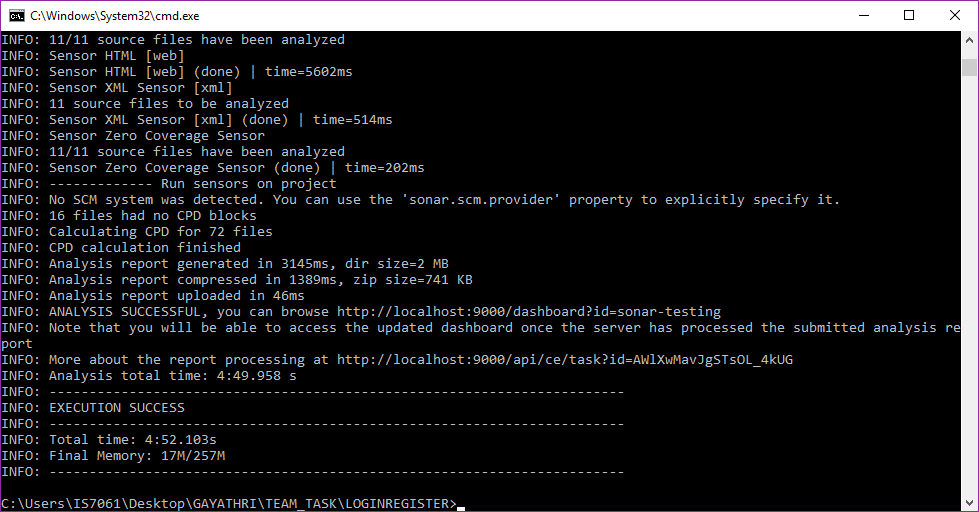 C:\Windows\System32\cmd.exe
INFO: 11/11 source files have been analyzed
INFO: Sensor HTML [web]
INFO: Sensor HTML [web] (done) | time=5602ms
INFO: Sensor XML Sensor [xml]
INFO: 11 source files to be analyzed
INFO: Sensor XML Sensor [xml] (done) | time=514ms
INFO: Sensor Zero Coverage Sensor
INFO: 11/11 source files have been analyzed
INFO: Sensor Zero Coverage Sensor (done) | time=202ms
INFO: ------------- Run sensors on project
INFO: No SCM system was detected. You can use the 'sonar.scm.provider' property to explicitly specify it.
INFO: 16 files had no CPD blocks
INFO: Calculating CPD for 72 files
INFO: CPD calculation finished
INFO: Analysis report generated in 3145ms, dir size=2 MB
INFO: Analysis report compressed in 1389ms, zip size=741 KB
INFO: Analysis report uploaded in 46ms
INFO: ANALYSIS SUCCESSFUL, you can browse http://localhost:9000/dashboard?id=sonar-testing
INFO: Note that you will be able to access the updated dashboard once the server has processed the submitted analysis re
port
INFO: More about the report processing at http://localhost:9000/api/ce/task?id=AWlXwMavJgSTsOL_4kUG
INFO: Analysis total time: 4:49.958 s
INFO: ------------------------------------------------------------------------
INFO: EXECUTION SUCCESS
INFO: ------------------------------------------------------------------------
INFO: Total time: 4:52.103s
INFO: Final Memory: 17M/257M
INFO: ------------------------------------------------------------------------
C:\Users\IS7061\Desktop\GAYATHRI\TEAM_TASK\LOGINREGISTER>